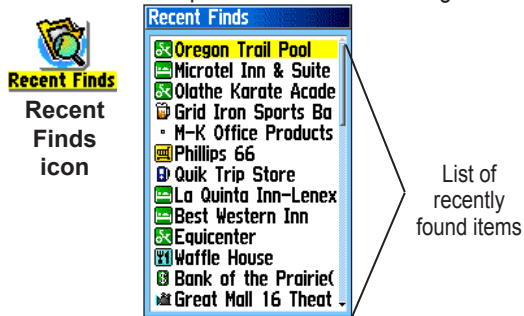 Recent Finds
Recent
Finds
icon
Recent Finds
Oregon Trail Pool
Microtel Inn & Suite
Olathe Karate Acade
Grid Iron Sports Ba
M-K Office Products
Phillips 66
Quik Trip Store
La Quinta Inn-Lenex
Best Western Inn
Equicenter
Waffle House
Bank of the Prairie(
Great Mall 16 Theat
List of
recently
found items